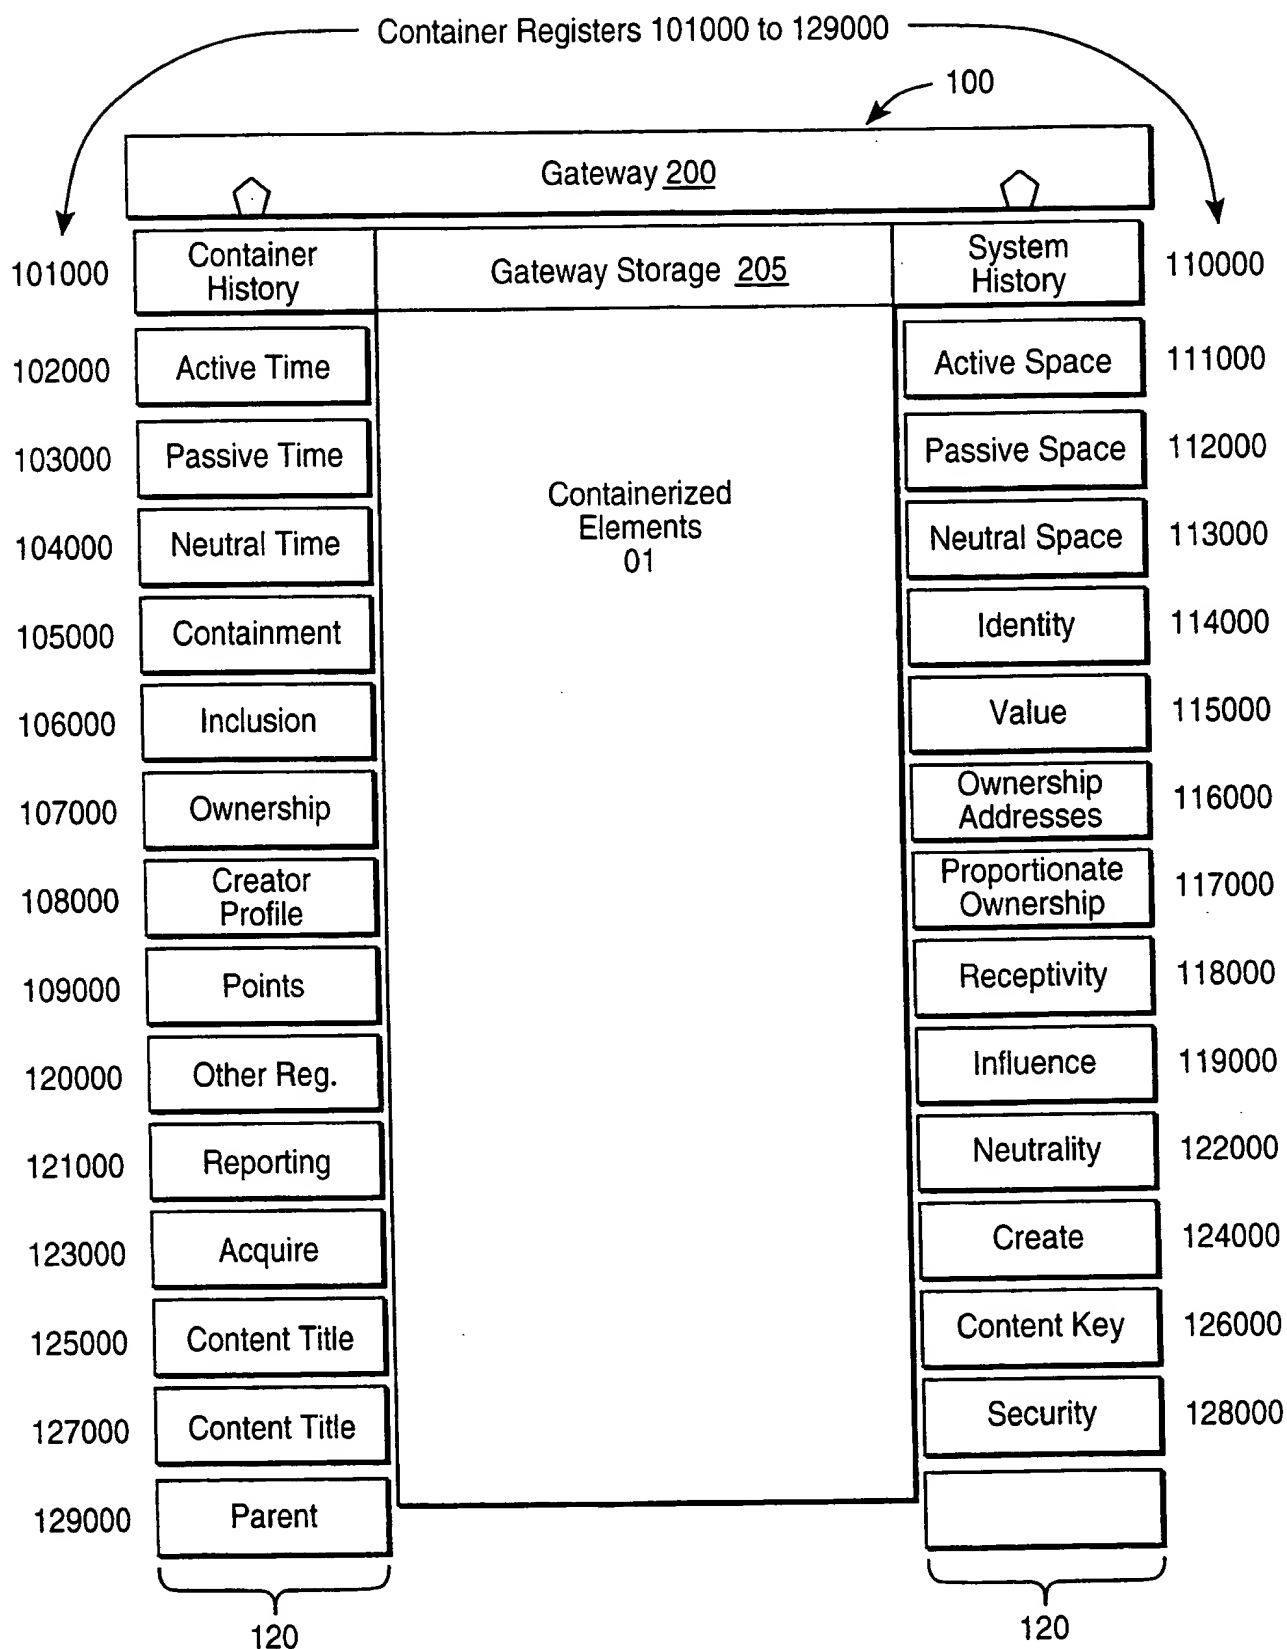 Container Registers 101000 to 129000
100
Gateway 200
101000
Container
History
Gateway Storage 205
System
History
110000
102000
Active Time
Active Space
111000
103000
Passive Time
Passive Space
112000
Containerized
Elements
01
104000
Neutral Time
Neutral Space
113000
105000
Containment
Identity
114000
106000
Inclusion
Value
115000
107000
Ownership
Ownership
Addresses
116000
108000
Creator
Profile
Proportionate
Ownership
117000
109000
Points
Receptivity
118000
120000
Other Reg.
Influence
119000
121000
Reporting
Neutrality
122000
123000
Acquire
Create
124000
125000
Content Title
Content Key
126000
127000
Content Title
Security
128000
129000
Parent
120
120